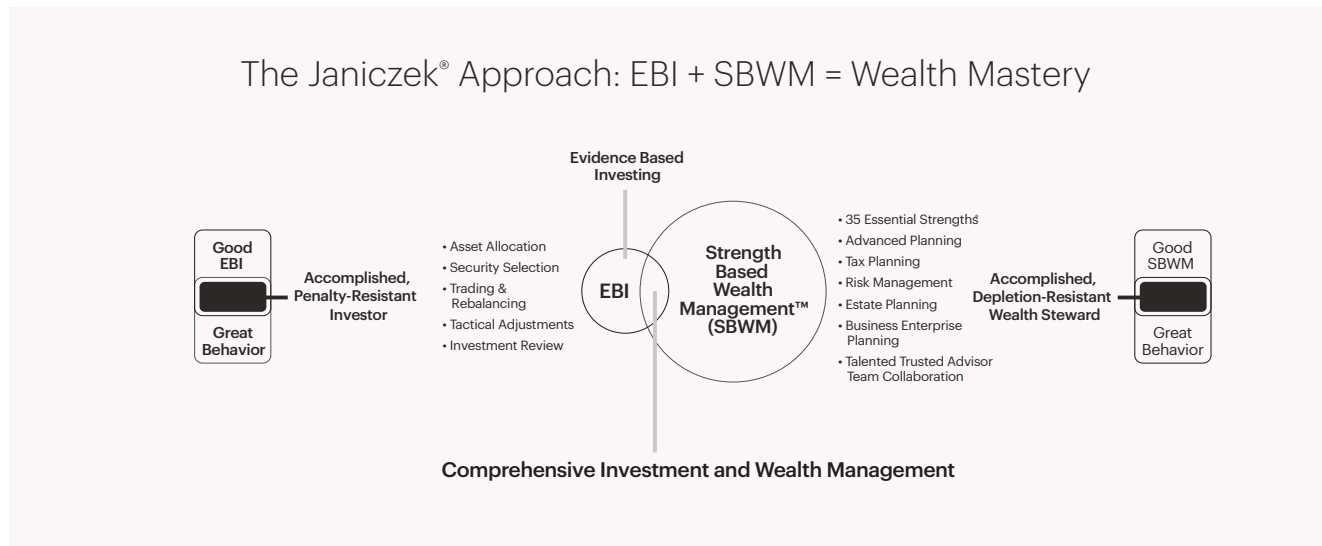 The Janiczek® Approach: EBI + SBWM = Wealth Mastery
Evidence Based
Investing
Good
EBI
Great
Behavior
Accomplished,
Penalty-Resistant
Investor
• Asset Allocation
• Security Selection
• Trading &
Rebalancing
• Tactical Adjustments
• Investment Review
EBI
Strength
Based
Wealth
Management™
(SBWM)
• 35 Essential Strengths
• Advanced Planning
• Tax Planning
• Risk Management
• Estate Planning
• Business Enterprise
Planning
• Talented Trusted Advisor
Team Collaboration
Accomplished,
Depletion-Resistant
Wealth Steward
Good
SBWM
Great
Behavior
Comprehensive Investment and Wealth Management